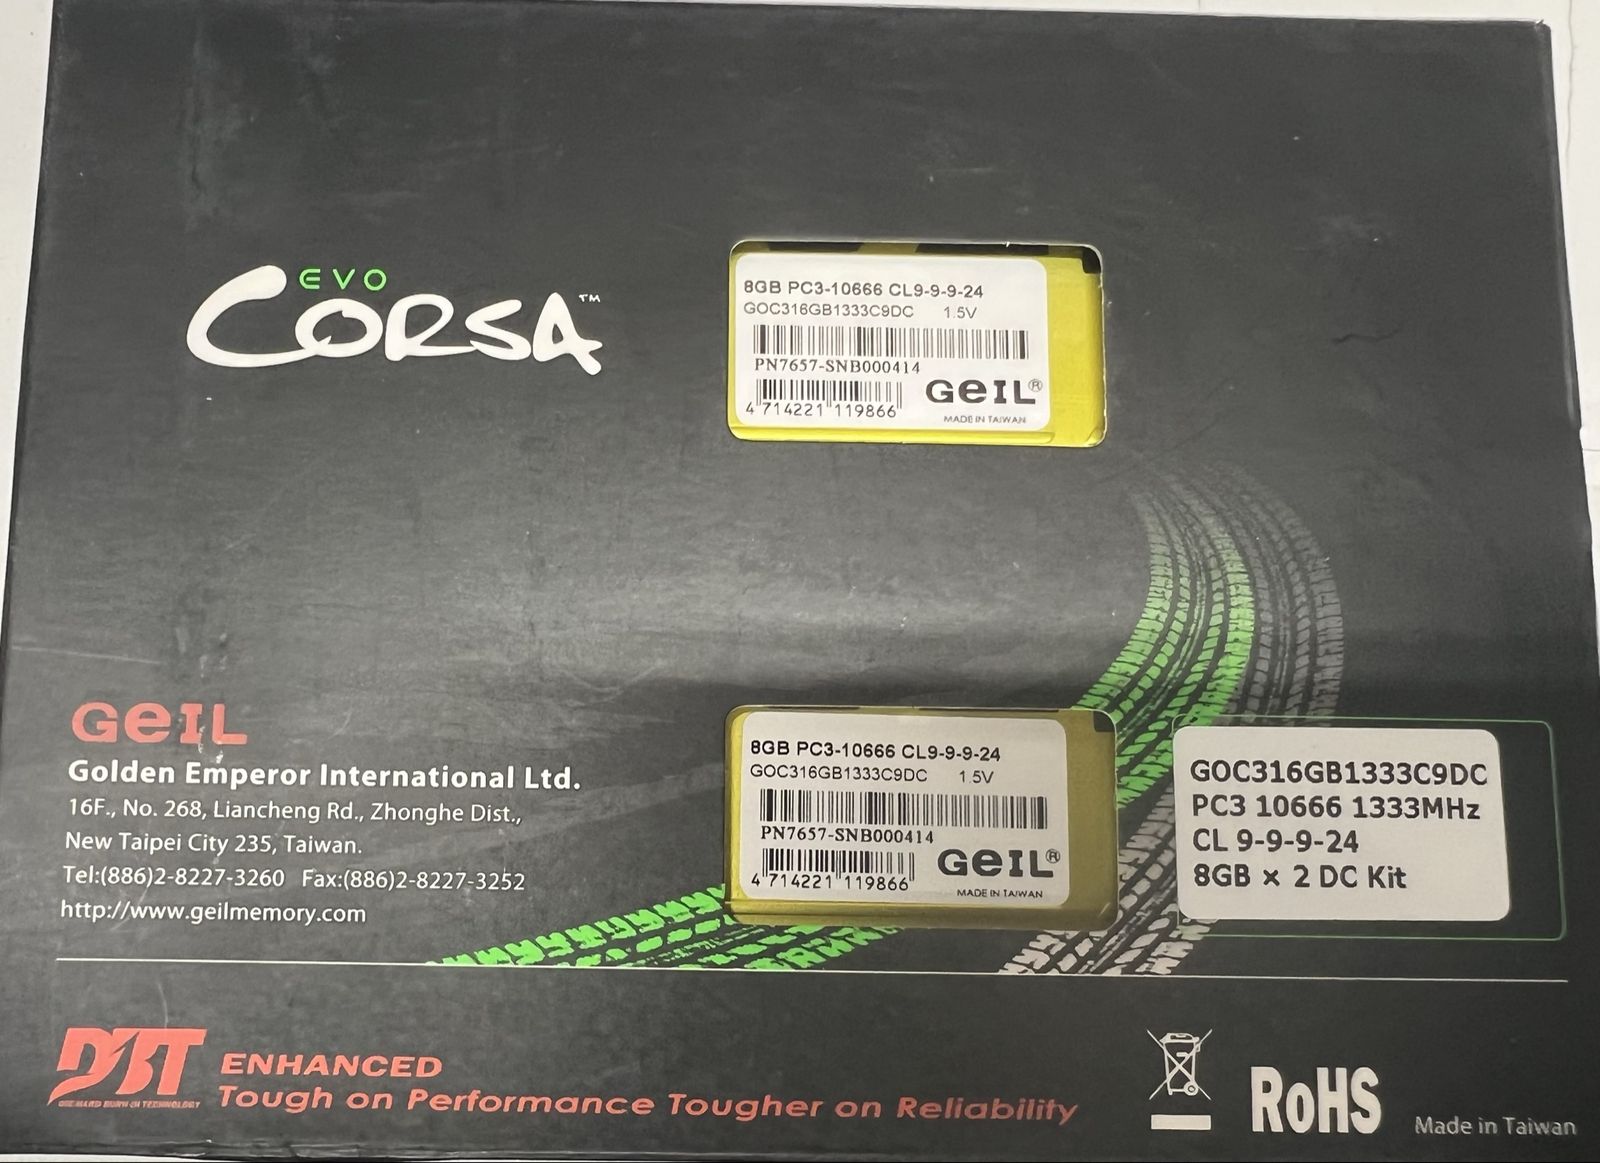 EVO
CORSA™
8GB PC3-10666 CL9-9-9-24
GOC316GB1333C9DC 1.5V
PN7657-SNB000414
GeIL®
4 714221 119866
MADE IN TAIWAN
GeIL
Golden Emperor International Ltd.
16F., No. 268, Liancheng Rd., Zhonghe Dist.,
New Taipei City 235, Taiwan.
Tel:(886)2-8227-3260 Fax:(886)2-8227-3252
http://www.geilmemory.com
8GB PC3-10666 CL9-9-9-24
GOC316GB1333C9DC 1.5V
PN7657-SNB000414
GeIL®
4 714221 119866
MADE IN TAIWAN
GOC316GB1333C9DC
PC3 10666 1333MHz
CL 9-9-9-24
8GB × 2 DC Kit
DBT
DIE-HARD BURN-IN TECHNOLOGY
ENHANCED
Tough on Performance Tougher on Reliability
RoHS
Made in Taiwan